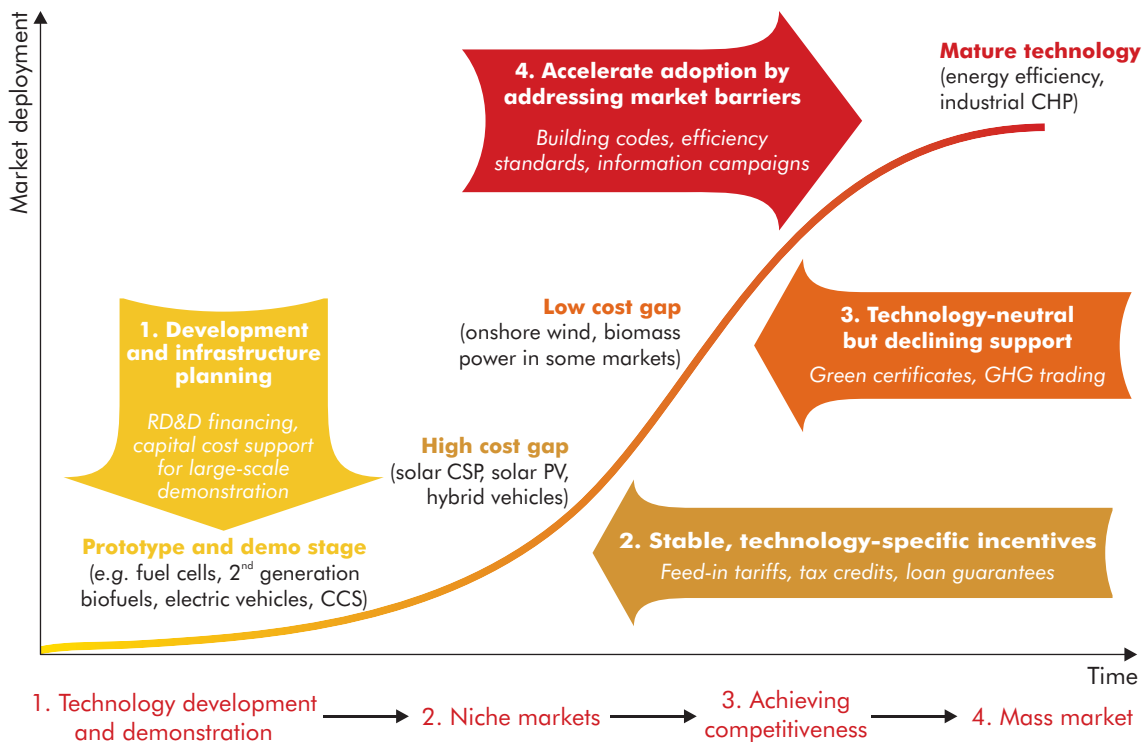 Market deployment
4. Accelerate adoption by
addressing market barriers
Building codes, efficiency
standards, information campaigns
Mature technology
(energy efficiency,
industrial CHP)
1. Development
and infrastructure
planning
RD&D financing,
capital cost support
for large-scale
demonstration
Low cost gap
(onshore wind, biomass
power in some markets)
3. Technology-neutral
but declining support
Green certificates, GHG trading
High cost gap
(solar CSP, solar PV,
hybrid vehicles)
Prototype and demo stage
(e.g. fuel cells, 2nd generation
biofuels, electric vehicles, CCS)
2. Stable, technology-specific incentives
Feed-in tariffs, tax credits, loan guarantees
Time
1. Technology development
and demonstration
2. Niche markets
3. Achieving
competitiveness
4. Mass market